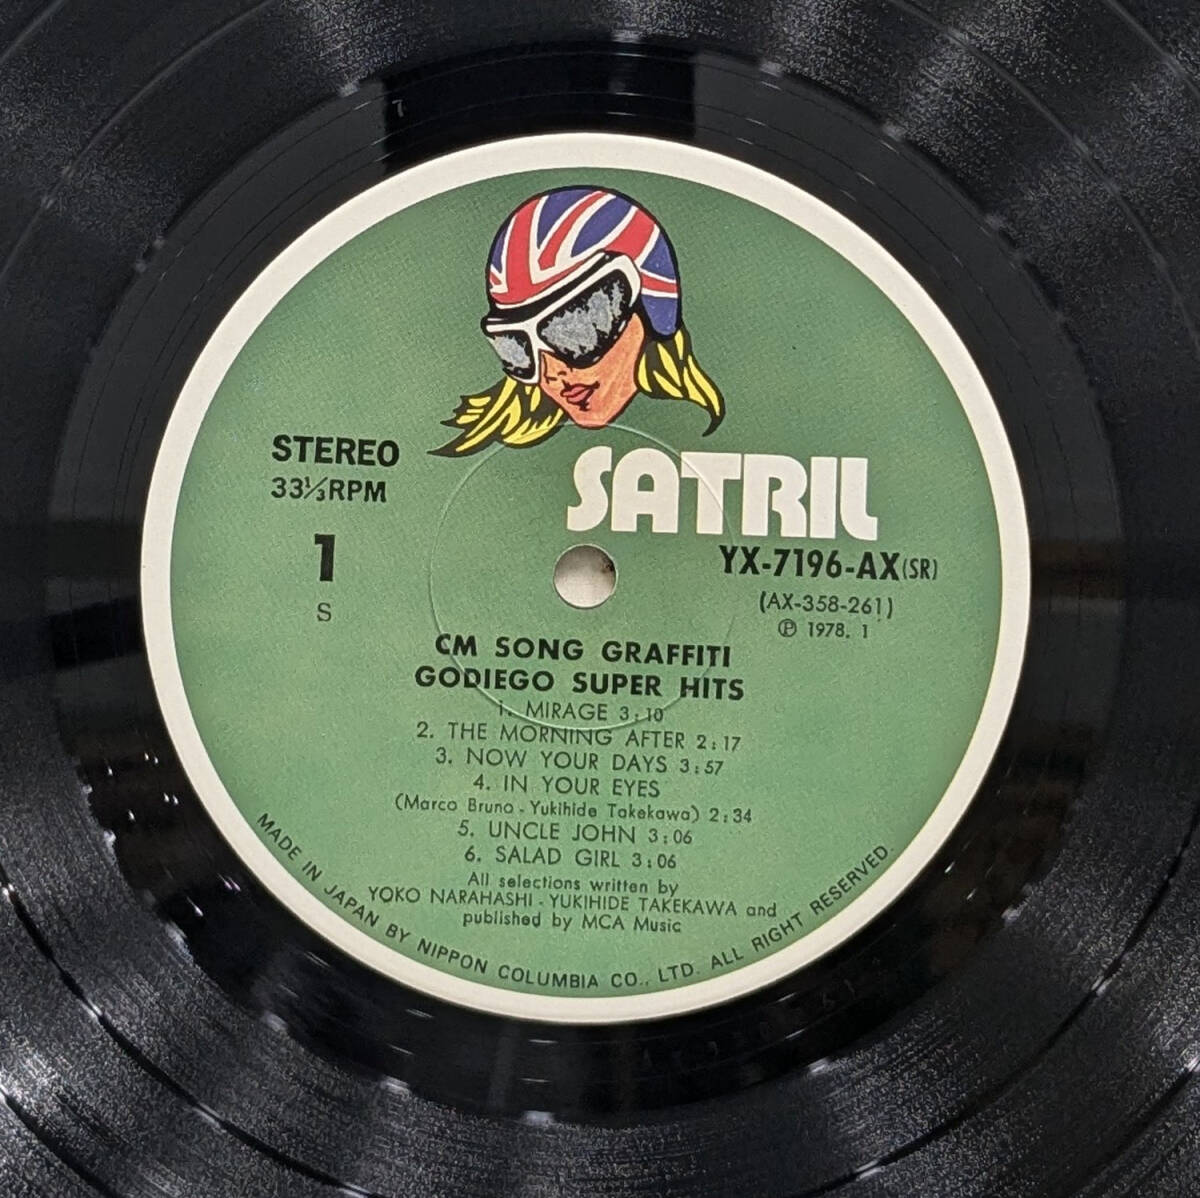 STEREO
33⅓RPM
1
S
SATRIL
YX-7196-AX(SR)
(AX-358-261)
Ⓟ 1978. 1
CM SONG GRAFFITI
GODIEGO SUPER HITS
1. MIRAGE 3:10
2. THE MORNING AFTER 2:17
3. NOW YOUR DAYS 3:57
4. IN YOUR EYES
(Marco Bruno - Yukihide Takekawa) 2:34
5. UNCLE JOHN 3:06
6. SALAD GIRL 3:06
All selections written by
YOKO NARAHASHI - YUKIHIDE TAKEKAWA and
published by MCA Music
MADE IN JAPAN BY NIPPON COLUMBIA CO., LTD. ALL RIGHT RESERVED.
7